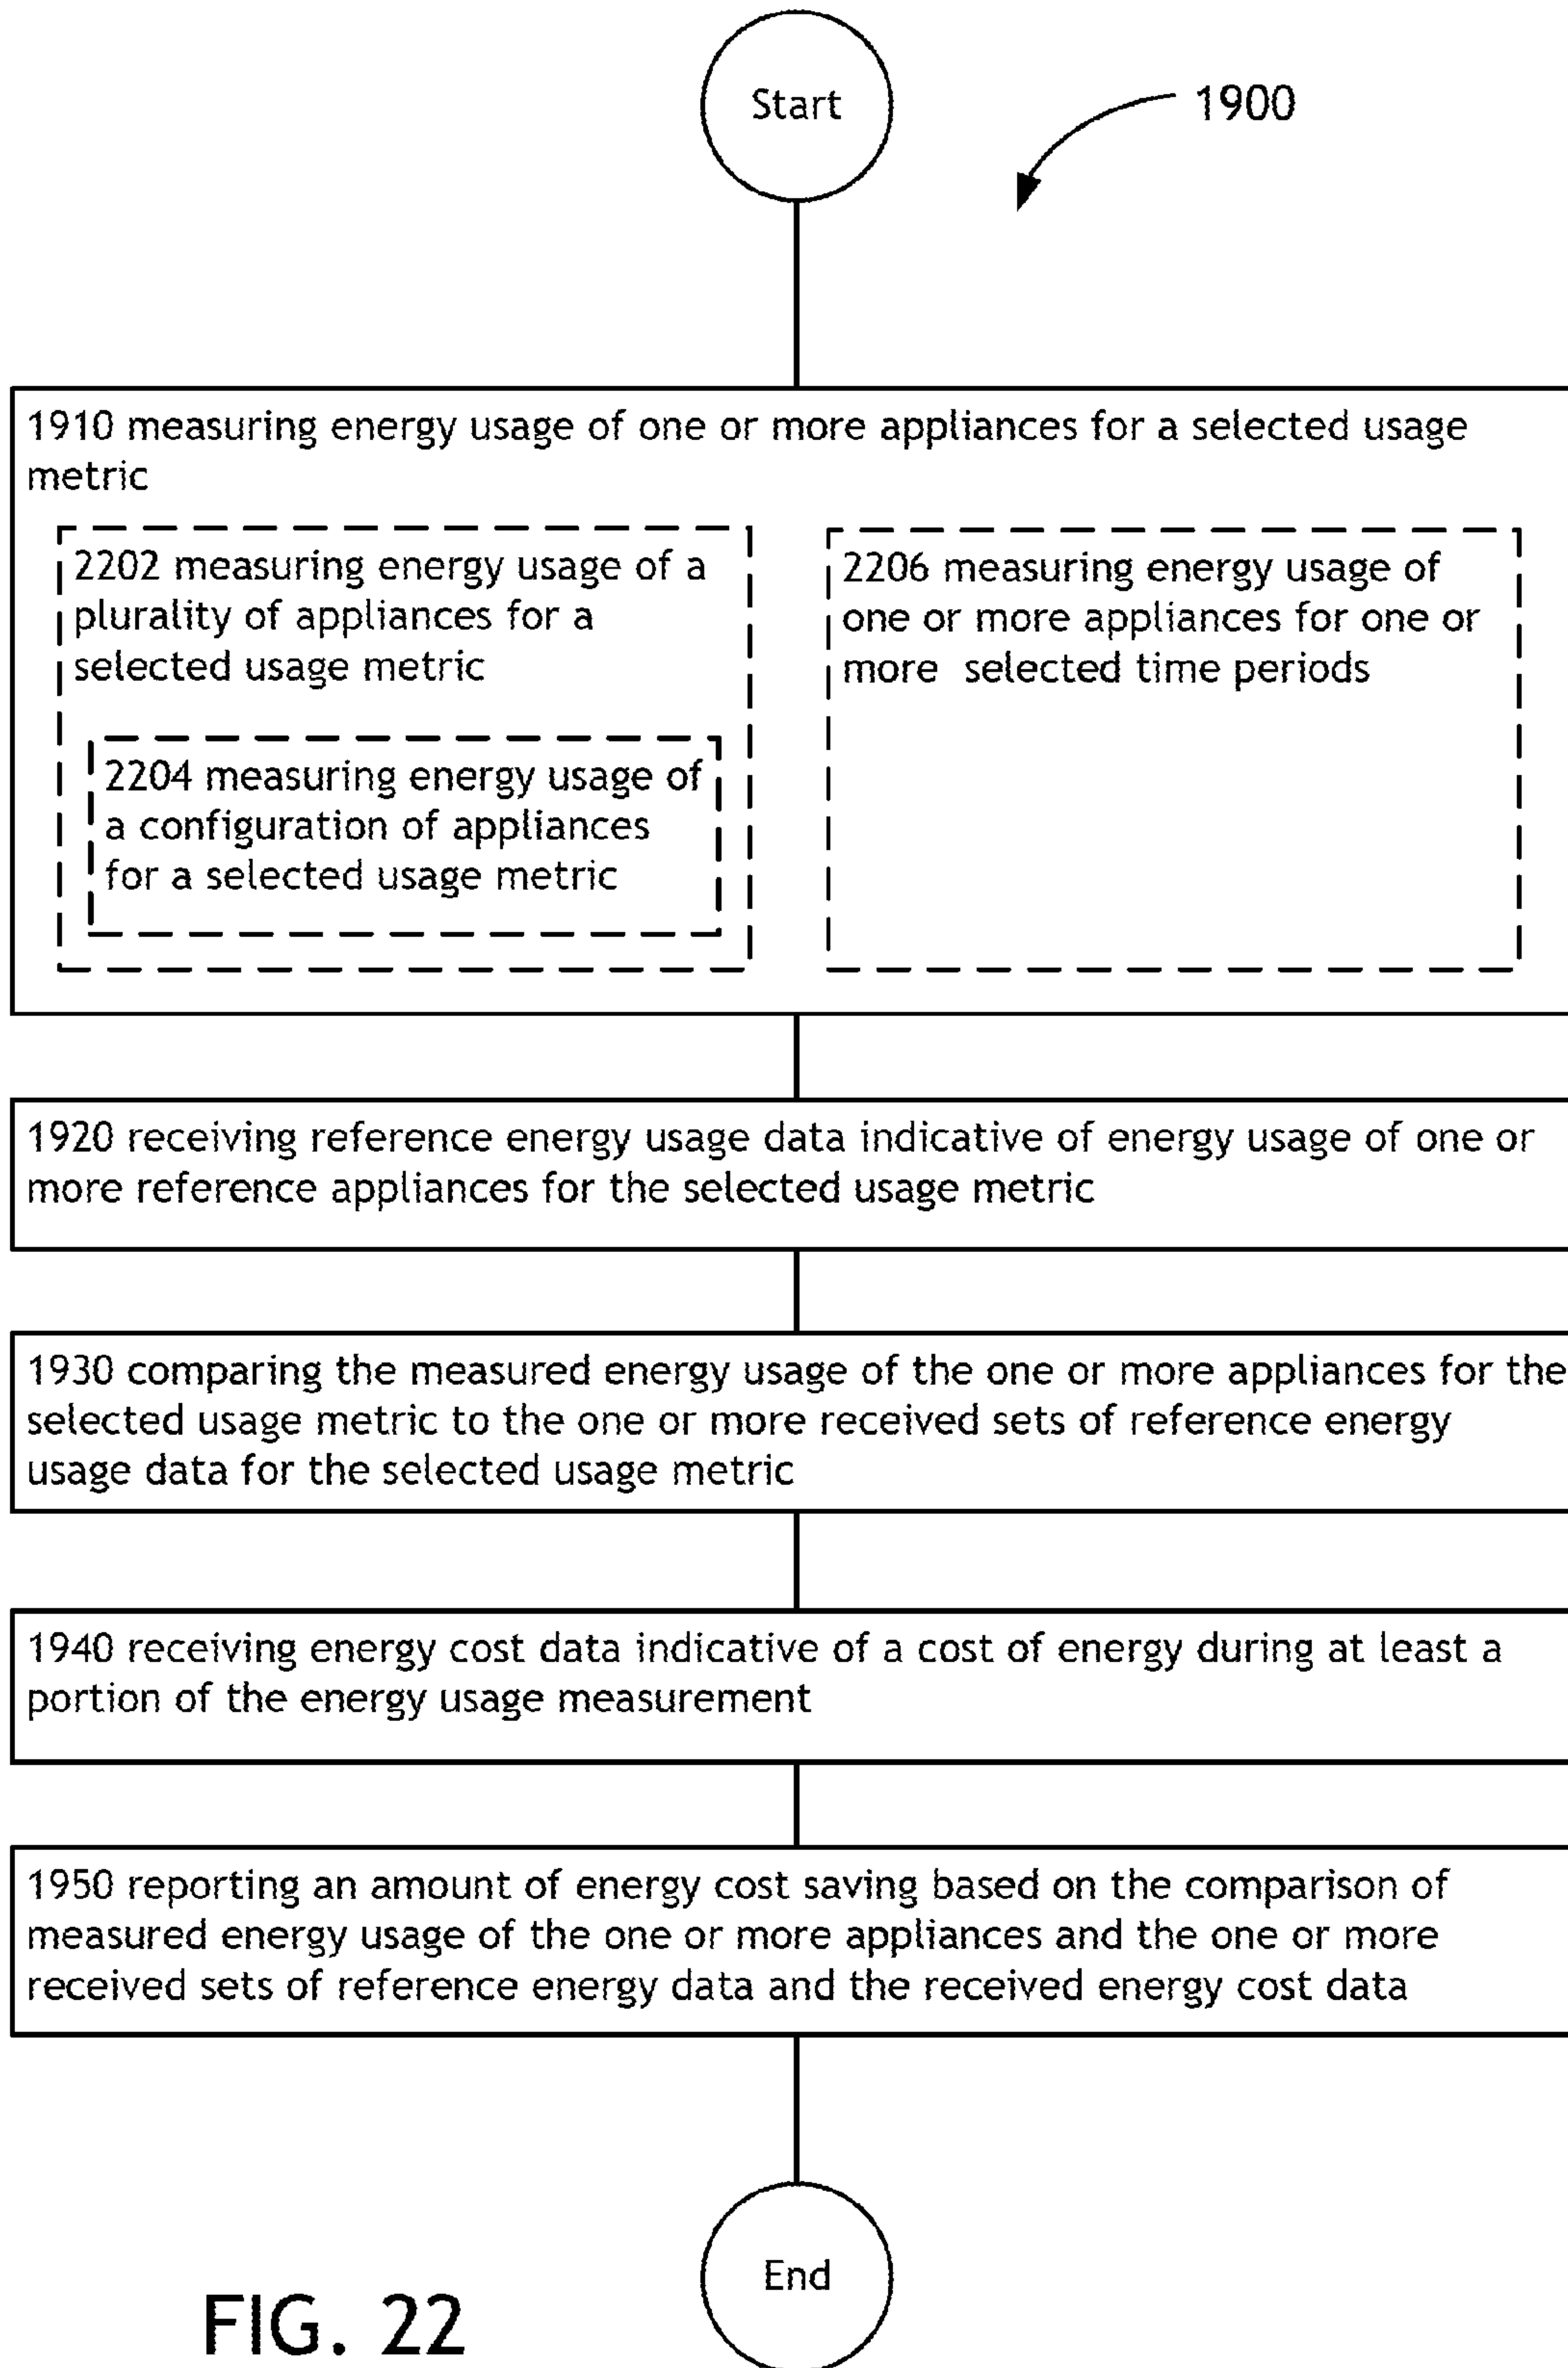 Start
1900
1910 measuring energy usage of one or more appliances for a selected usage
metric
2202 measuring energy usage of a
plurality of appliances for a
selected usage metric
2204 measuring energy usage of
a configuration of appliances
for a selected usage metric
2206 measuring energy usage of
one or more appliances for one or
more selected time periods
1920 receiving reference energy usage data indicative of energy usage of one or
more reference appliances for the selected usage metric
1930 comparing the measured energy usage of the one or more appliances for the
selected usage metric to the one or more received sets of reference energy
usage data for the selected usage metric
1940 receiving energy cost data indicative of a cost of energy during at least a
portion of the energy usage measurement
1950 reporting an amount of energy cost saving based on the comparison of
measured energy usage of the one or more appliances and the one or more
received sets of reference energy data and the received energy cost data
End
FIG. 22